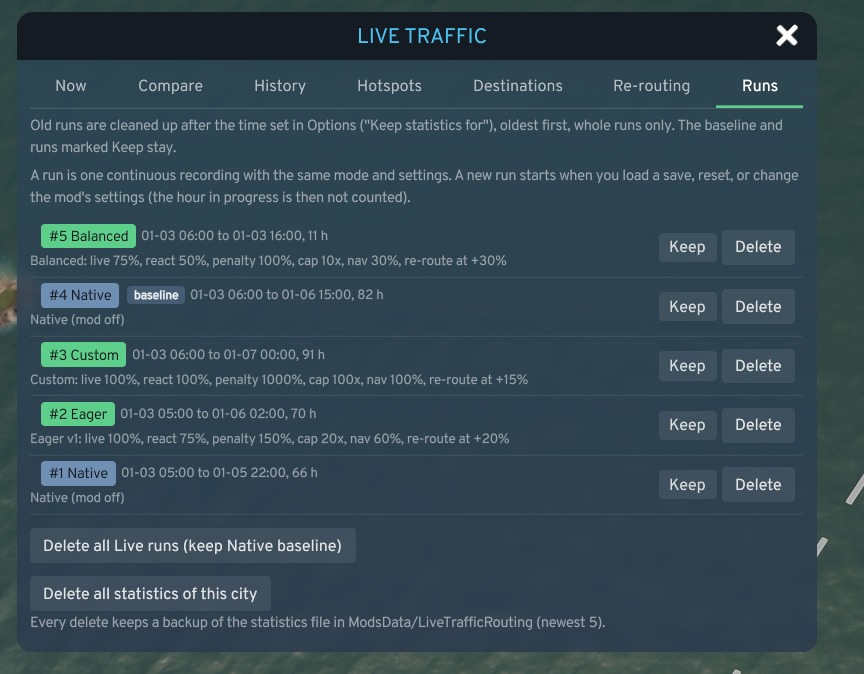 LIVE TRAFFIC
Now Compare History Hotspots Destinations Re-routing Runs
Old runs are cleaned up after the time set in Options ("Keep statistics for"), oldest first, whole runs only. The baseline and
runs marked Keep stay.
A run is one continuous recording with the same mode and settings. A new run starts when you load a save, reset, or change
the mod's settings (the hour in progress is then not counted).
#5 Balanced 01-03 06:00 to 01-03 16:00, 11 h
Balanced: live 75%, react 50%, penalty 100%, cap 10x, nav 30%, re-route at +30%
Keep Delete
#4 Native baseline 01-03 06:00 to 01-06 15:00, 82 h
Native (mod off)
Keep Delete
#3 Custom 01-03 06:00 to 01-07 00:00, 91 h
Custom: live 100%, react 100%, penalty 1000%, cap 100x, nav 100%, re-route at +15%
Keep Delete
#2 Eager 01-03 05:00 to 01-06 02:00, 70 h
Eager v1: live 100%, react 75%, penalty 150%, cap 20x, nav 60%, re-route at +20%
Keep Delete
#1 Native 01-03 05:00 to 01-05 22:00, 66 h
Native (mod off)
Keep Delete
Delete all Live runs (keep Native baseline)
Delete all statistics of this city
Every delete keeps a backup of the statistics file in ModsData/LiveTrafficRouting (newest 5).